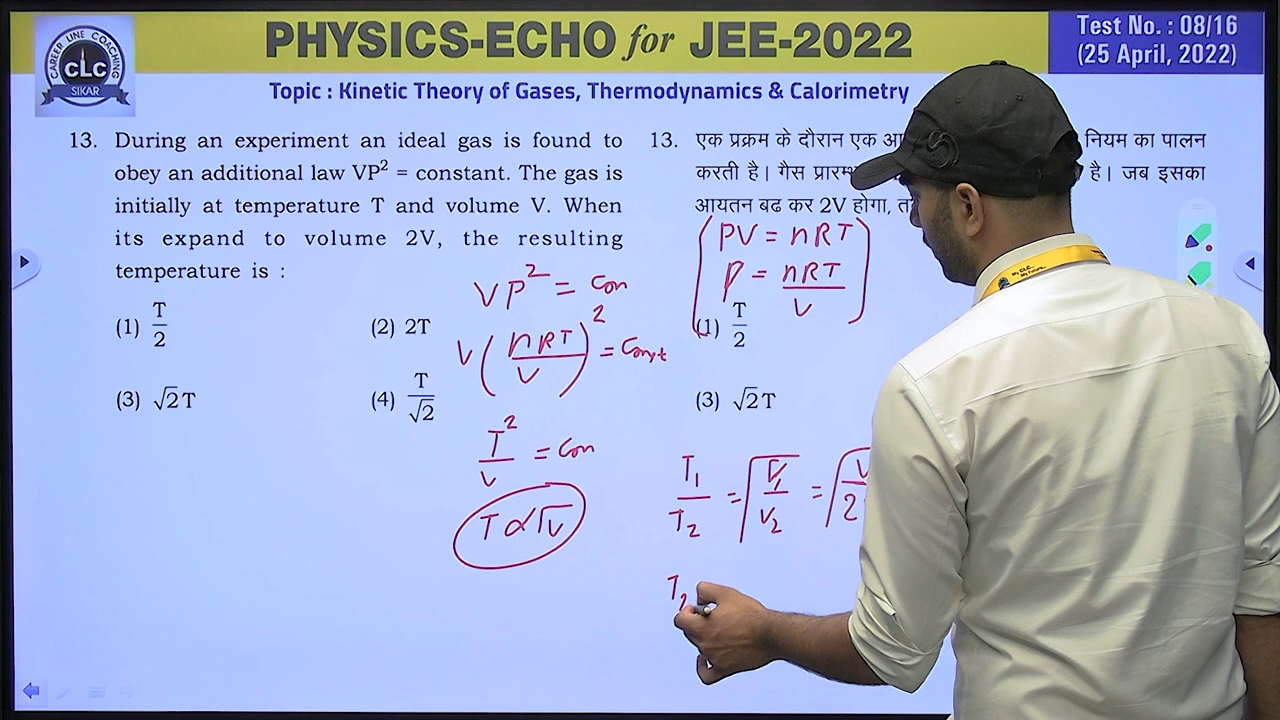 CAREER LINE COACHING
CLC
SIKAR
PHYSICS-ECHO for JEE-2022
Test No. : 08/16
(25 April, 2022)
Topic : Kinetic Theory of Gases, Thermodynamics & Calorimetry
13. During an experiment an ideal gas is found to
obey an additional law VP² = constant. The gas is
initially at temperature T and volume V. When
its expand to volume 2V, the resulting
temperature is :
(1) T/2
(2) 2T
(3) √2T
(4) T/√2
VP² = con
V(nRT/V)² = Const
T²/V = con
T ∝ √V
13. एक प्रक्रम के दौरान एक आ नियम का पालन
करती है। गैस प्रारम्भ है। जब इसका
आयतन बढ कर 2V होगा,
PV = nRT
P = nRT/V
(1) T/2
(3) √2T
T₁/T₂ = √V₁/V₂ = √V/2
T₂